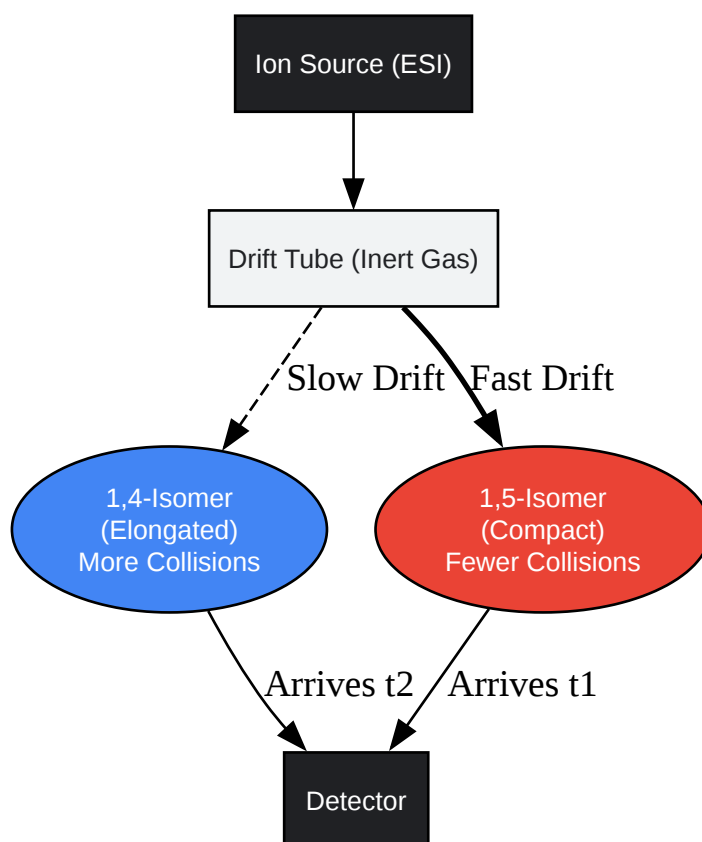 Ion Source (ESI)
Drift Tube (Inert Gas)
Slow Drift
Fast Drift
1,4-Isomer
(Elongated)
More Collisions
1,5-Isomer
(Compact)
Fewer Collisions
Arrives t2
Arrives t1
Detector